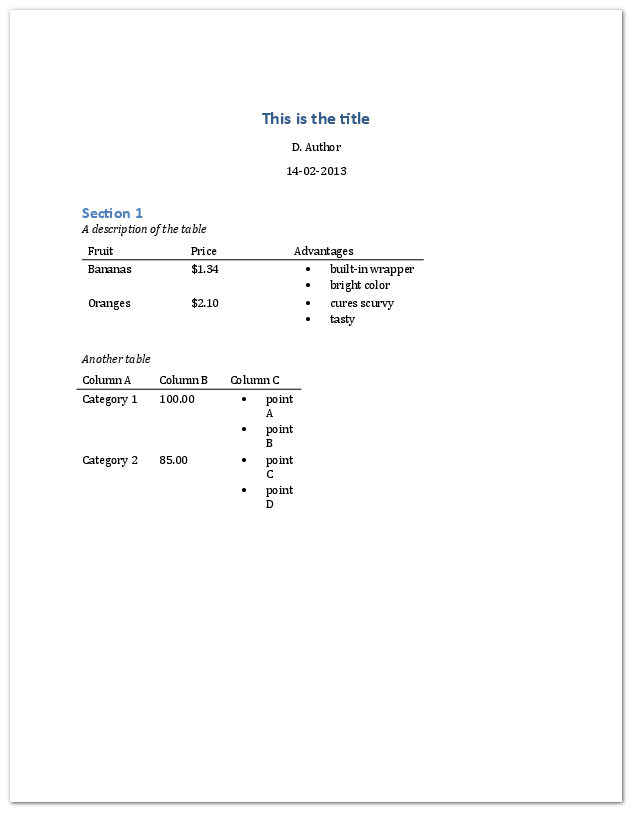 This is the title
D. Author
14-02-2013
Section 1
A description of the table
Fruit Price Advantages
Bananas $1.34 • built-in wrapper
• bright color
Oranges $2.10 • cures scurvy
• tasty
Another table
Column A Column B Column C
Category 1 100.00 • point
A
• point
B
Category 2 85.00 • point
C
• point
D